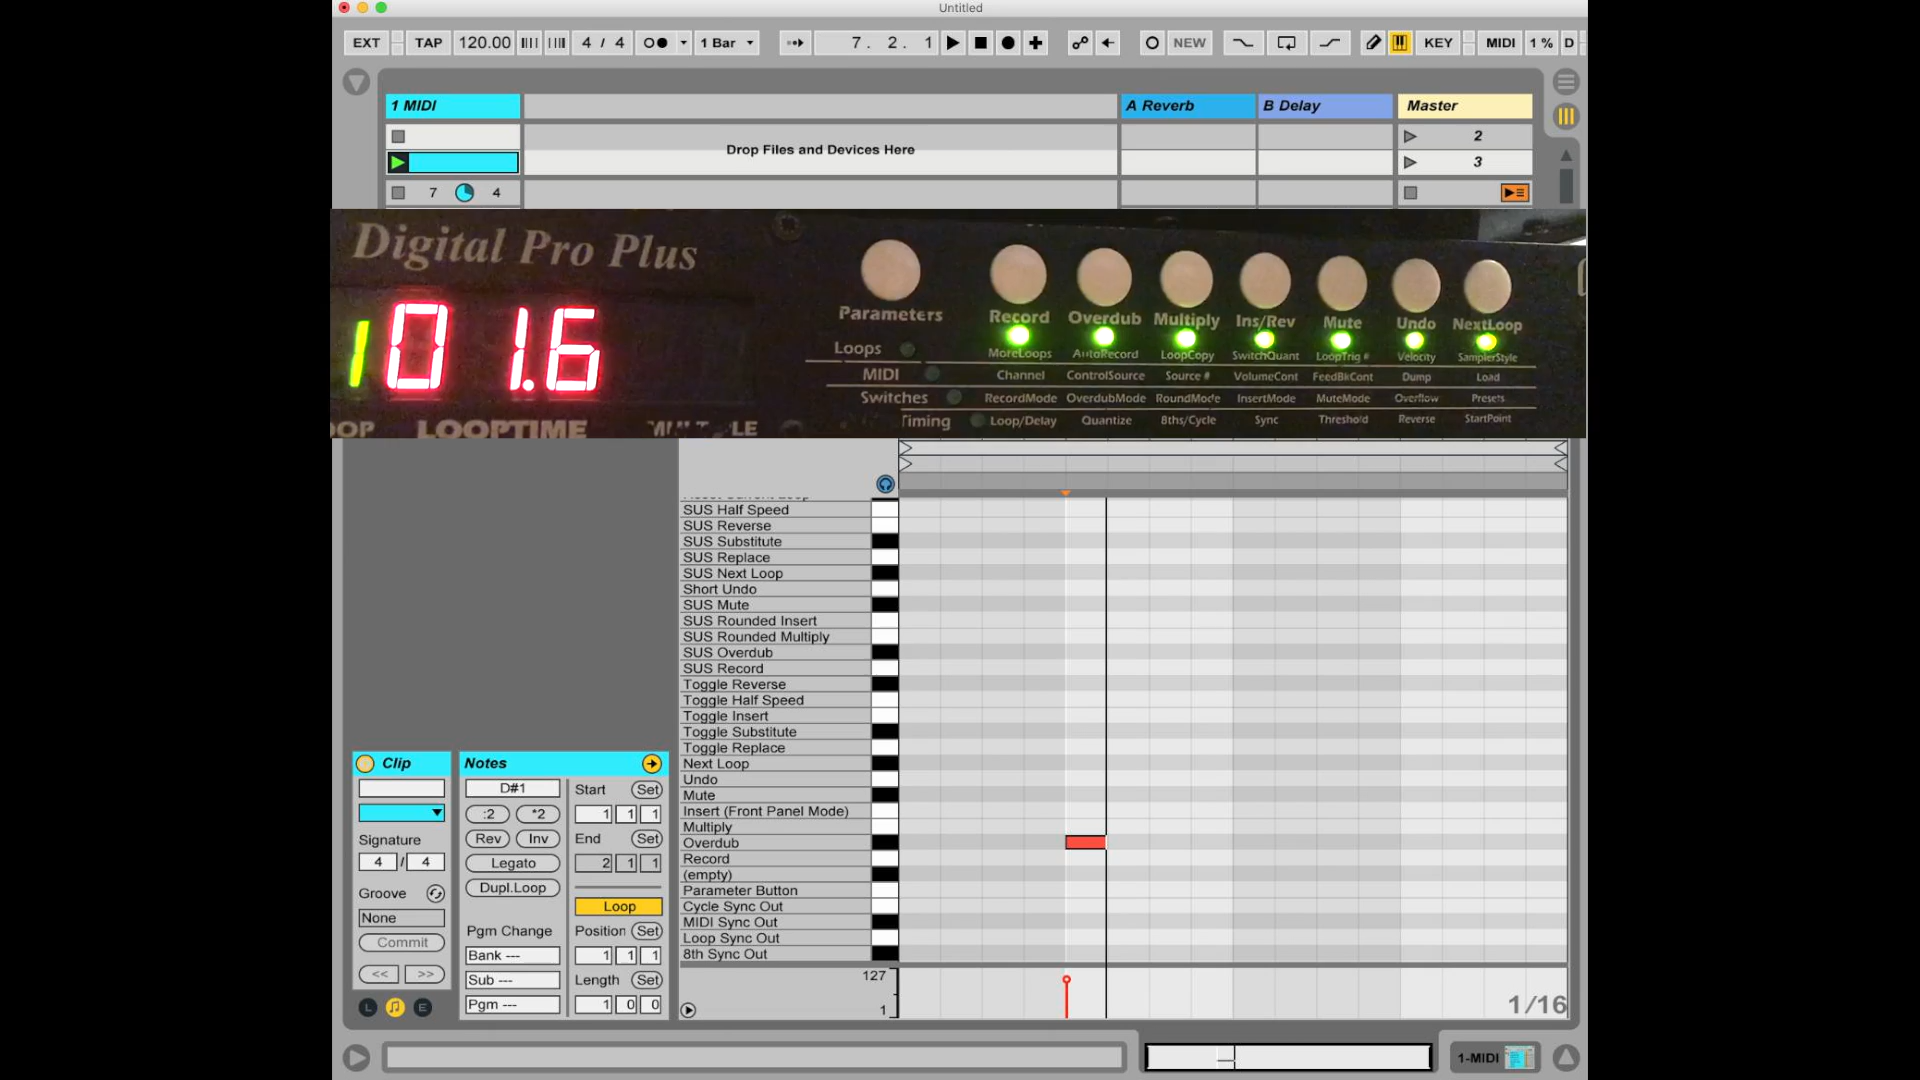 Untitled
EXT TAP 120.00 4 / 4 1 Bar 7. 2. 1 NEW KEY MIDI 1 % D
1 MIDI A Reverb B Delay Master
2
Drop Files and Devices Here
3
7 4
Digital Pro Plus
1 01.6
Parameters Record Overdub Multiply Ins/Rev Mute Undo NextLoop
Loops MoreLoops AutoRecord LoopCopy SwitchQuant LoopTrig # Velocity SamplerStyle
MIDI Channel ControlSource Source # VolumeCont FeedBkCont Dump Load
Switches RecordMode OverdubMode RoundMode InsertMode MuteMode Overflow Presets
Timing Loop/Delay Quantize 8ths/Cycle Sync Threshold Reverse StartPoint
LOOPTIME
SUS Half Speed
SUS Reverse
SUS Substitute
SUS Replace
SUS Next Loop
Short Undo
SUS Mute
SUS Rounded Insert
SUS Rounded Multiply
SUS Overdub
SUS Record
Toggle Reverse
Toggle Half Speed
Toggle Insert
Toggle Substitute
Toggle Replace
Next Loop
Undo
Mute
Insert (Front Panel Mode)
Multiply
Overdub
Record
(empty)
Parameter Button
Cycle Sync Out
MIDI Sync Out
Loop Sync Out
8th Sync Out
127
1
1/16
Clip
Signature
4 / 4
Groove
None
Commit
<< >>
L E
Notes
D#1
:2 *2
Rev Inv
Legato
Dupl.Loop
Pgm Change
Bank ---
Sub ---
Pgm ---
Start Set
1 1 1
End Set
2 1 1
Loop
Position Set
1 1 1
Length Set
1 0 0
1-MIDI